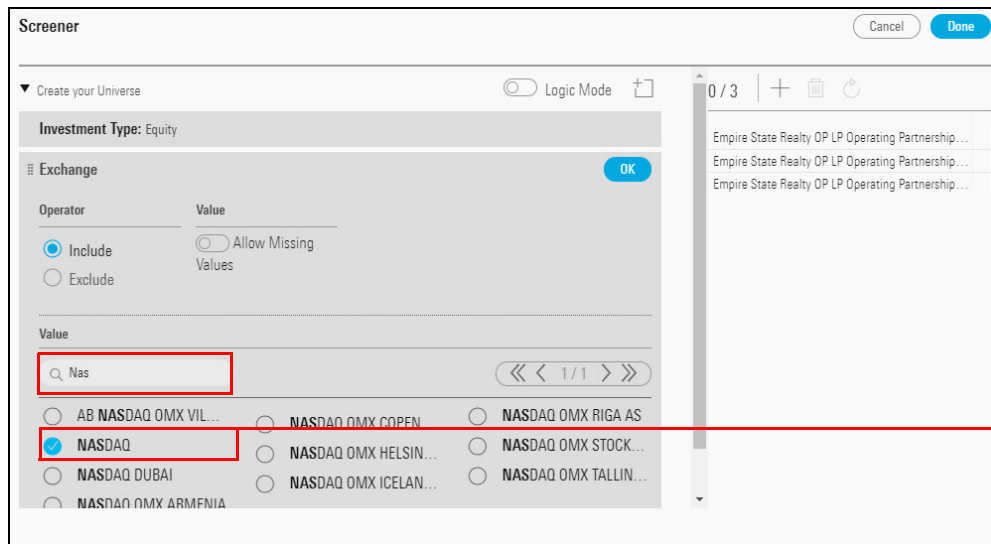 Screener
Cancel
Done
Create your Universe
Logic Mode
0 / 3
Investment Type: Equity
Empire State Realty OP LP Operating Partnership...
Empire State Realty OP LP Operating Partnership...
Empire State Realty OP LP Operating Partnership...
Exchange
OK
Operator
Value
Include
Exclude
Allow Missing
Values
Value
Nas
1 / 1
AB NASDAQ OMX VIL...
NASDAQ
NASDAQ DUBAI
NASDAQ OMX ARMENIA
NASDAQ OMX COPEN
NASDAQ OMX HELSIN...
NASDAQ OMX ICELAN...
NASDAQ OMX RIGA AS
NASDAQ OMX STOCK...
NASDAQ OMX TALLIN...